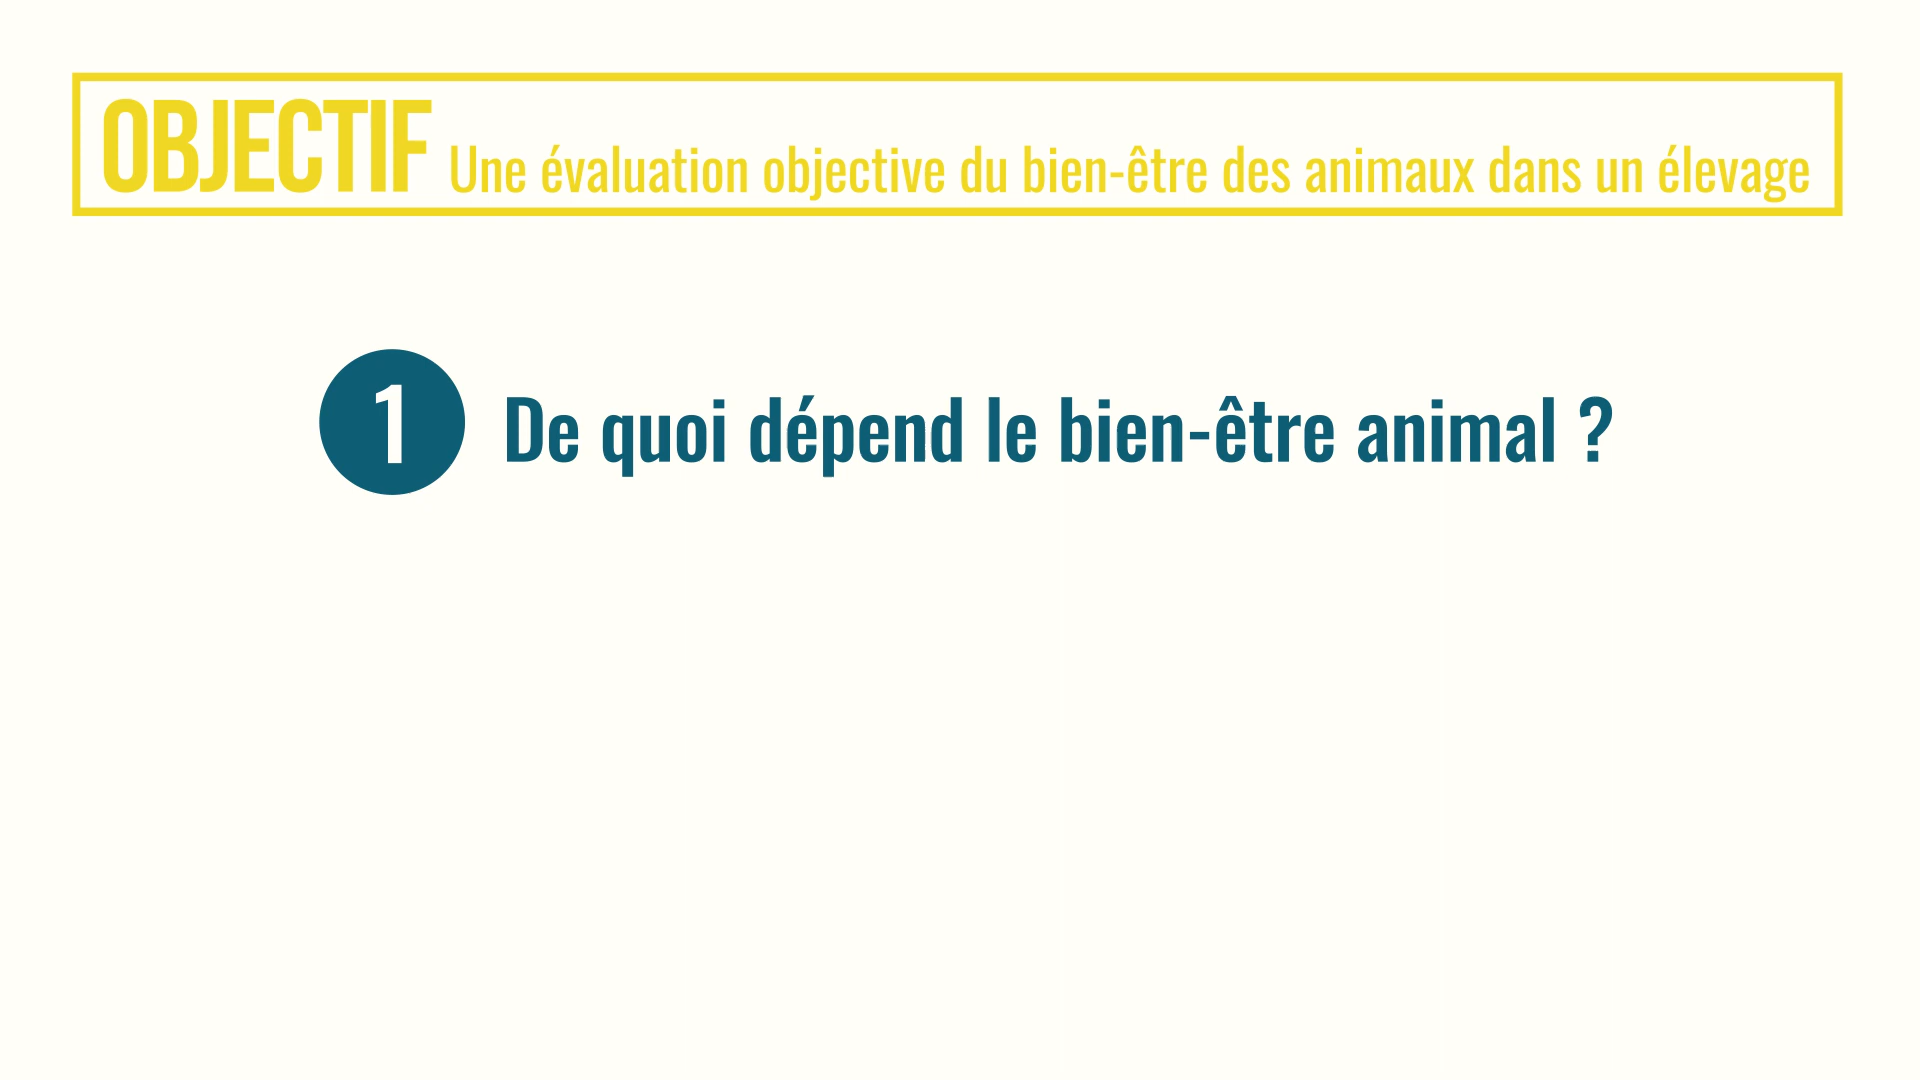 OBJECTIF Une évaluation objective du bien-être des animaux dans un élevage
1 De quoi dépend le bien-être animal ?